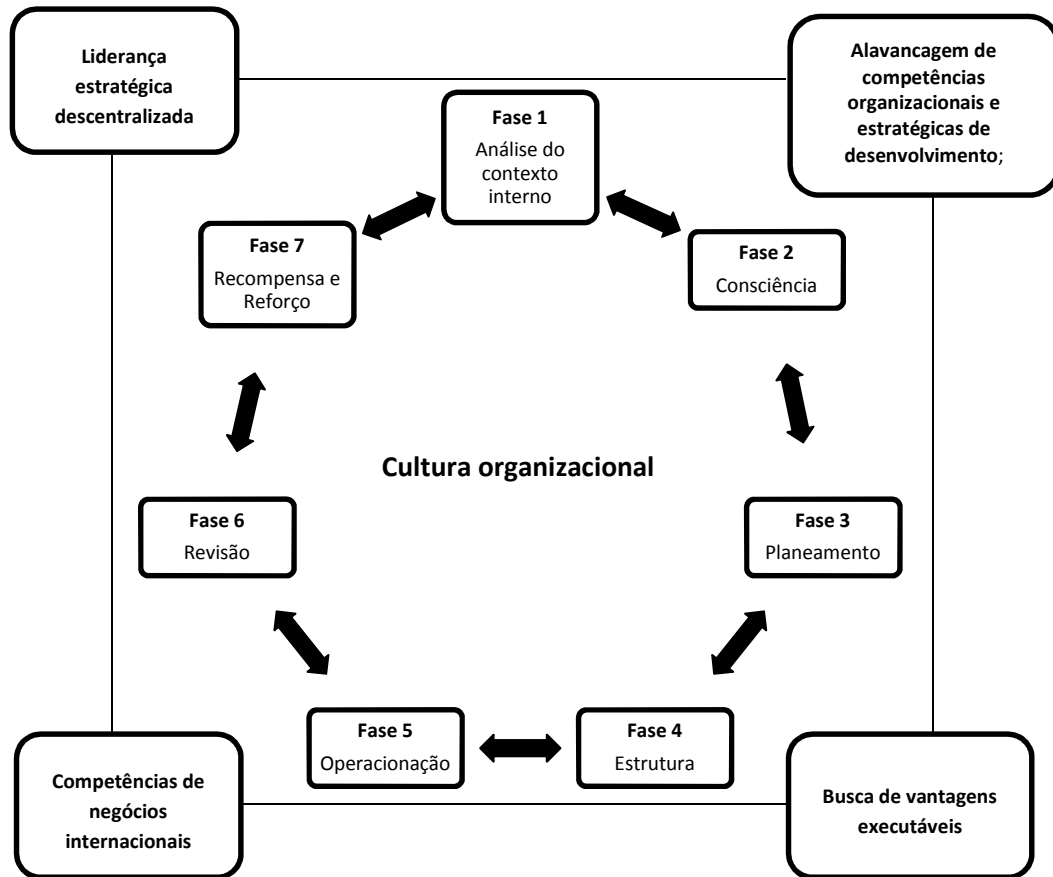 Liderança
estratégica
descentralizada
Alavancagem de
competências
organizacionais e
estratégicas de
desenvolvimento;
Fase 1
Análise do
contexto
interno
Fase 7
Recompensa e
Reforço
Fase 2
Consciência
Cultura organizacional
Fase 6
Revisão
Fase 3
Planeamento
Fase 5
Operacionação
Fase 4
Estrutura
Competências de
negócios
internacionais
Busca de vantagens
executáveis